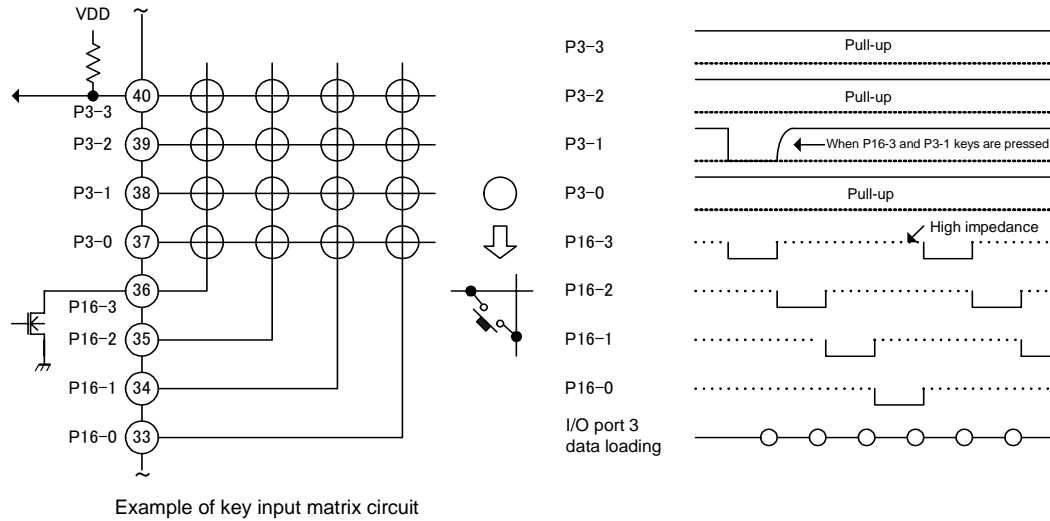 VDD
40
P3-3
P3-2
39
P3-1
38
P3-0
37
36
P16-3
P16-2
35
P16-1
34
P16-0
33
Example of key input matrix circuit
P3-3
Pull-up
P3-2
Pull-up
P3-1
When P16-3 and P3-1 keys are pressed
P3-0
Pull-up
High impedance
P16-3
P16-2
P16-1
P16-0
I/O port 3
data loading